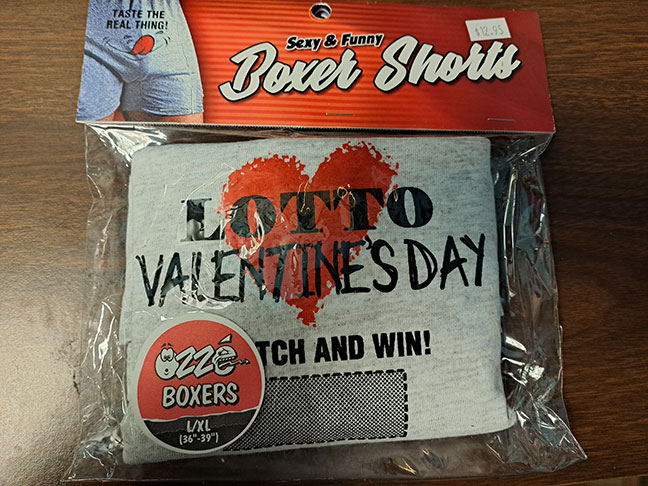 TASTE THE
REAL THING!
$12.95
Sexy & Funny
Boxer Shorts
LOTTO
VALENTINE'S DAY
TCH AND WIN!
özzé
BOXERS
L/XL
(36"-39")